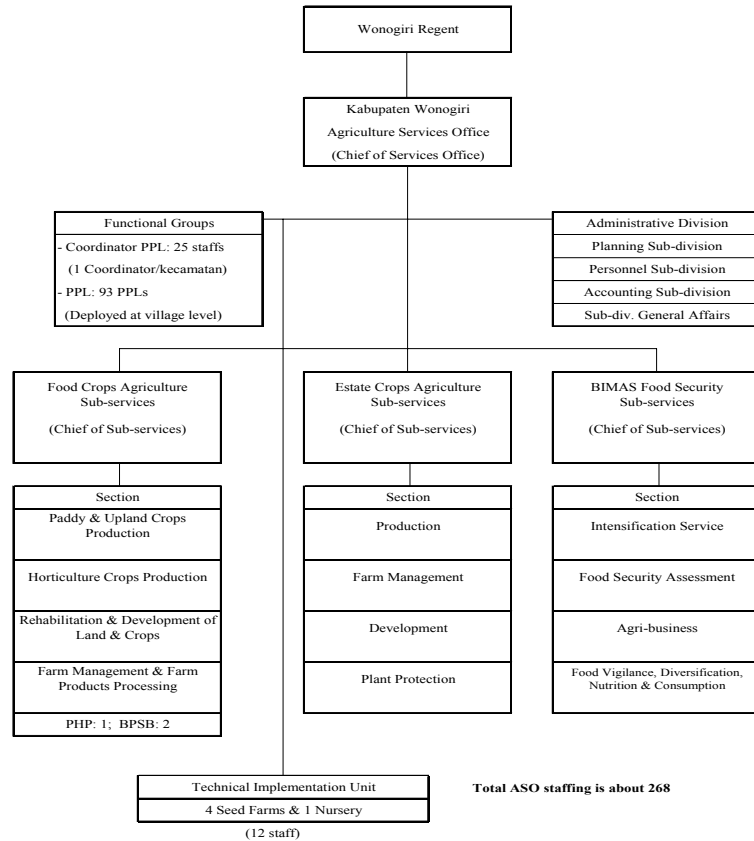 Wonogiri Regent
Kabupaten Wonogiri
Agriculture Services Office
(Chief of Services Office)
Functional Groups
- Coordinator PPL: 25 staffs
(1 Coordinator/kecamatan)
- PPL: 93 PPLs
(Deployed at village level)
Administrative Division
Planning Sub-division
Personnel Sub-division
Accounting Sub-division
Sub-div. General Affairs
Food Crops Agriculture
Sub-services
(Chief of Sub-services)
Estate Crops Agriculture
Sub-services
(Chief of Sub-services)
BIMAS Food Security
Sub-services
(Chief of Sub-services)
Section
Paddy & Upland Crops
Production
Horticulture Crops Production
Rehabilitation & Development of
Land & Crops
Farm Management & Farm
Products Processing
PHP: 1; BPSB: 2
Section
Production
Farm Management
Development
Plant Protection
Section
Intensification Service
Food Security Assessment
Agri-business
Food Vigilance, Diversification,
Nutrition & Consumption
Technical Implementation Unit
4 Seed Farms & 1 Nursery
(12 staff)
Total ASO staffing is about 268